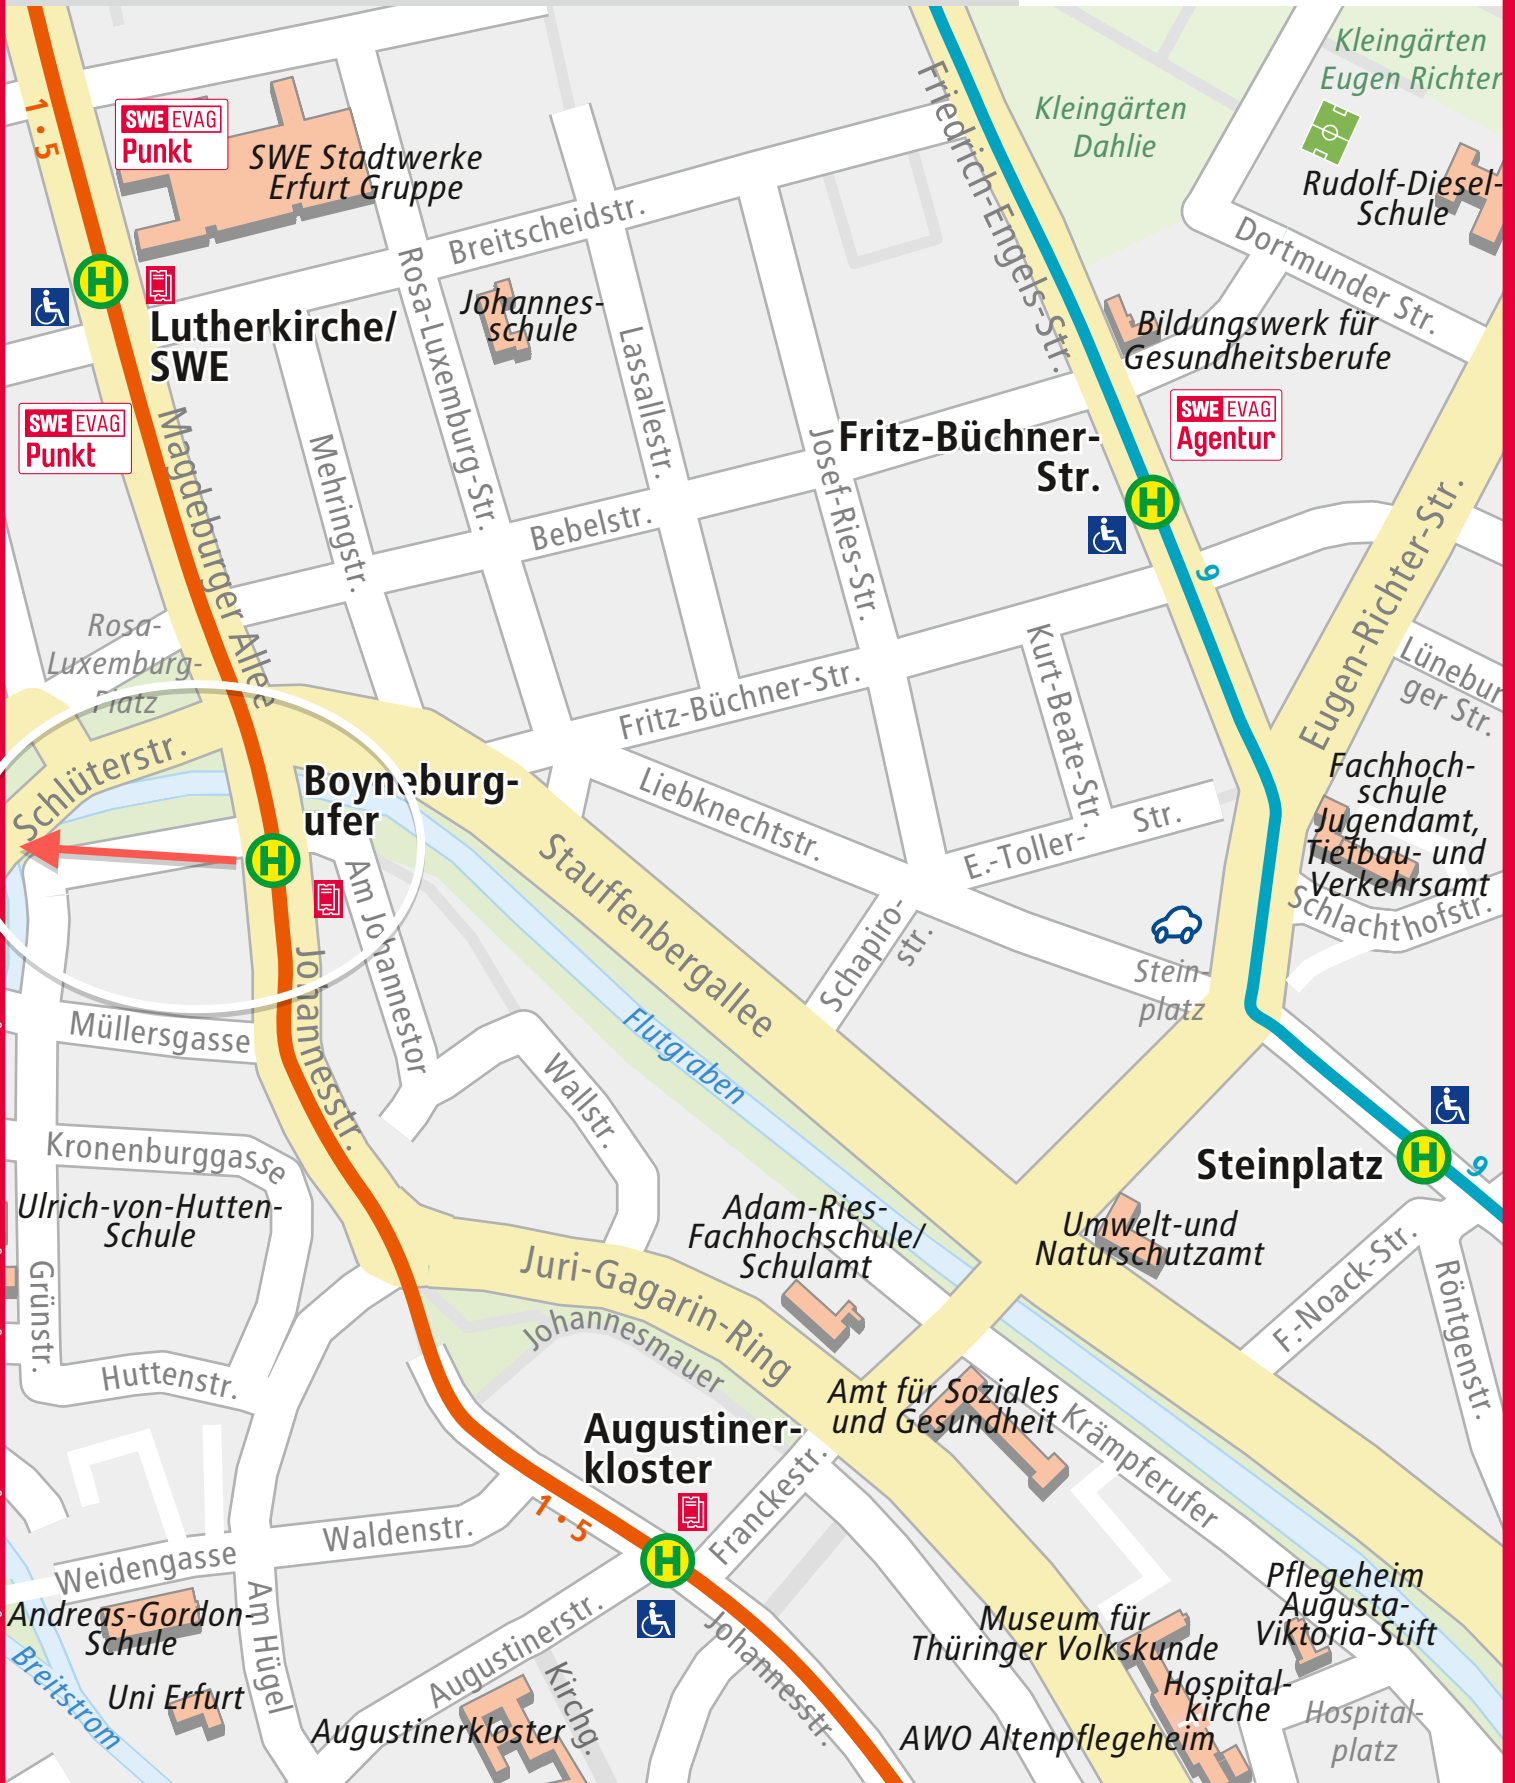 Kleingärten
Eugen Richter
Kleingärten
Dahlie
1 • 5
SWE EVAG
Punkt
SWE Stadtwerke
Erfurt Gruppe
Friedrich-Engels-Str.
Rudolf-Diesel-
Schule
Breitscheidstr.
Dortmunder Str.
H
Lutherkirche/
SWE
Rosa-Luxemburg-Str.
Johannes-
schule
Lassallestr.
Bildungswerk für
Gesundheitsberufe
SWE EVAG
Punkt
Magdeburger Allee
Mehringstr.
Josef-Ries-Str.
Fritz-Büchner-
Str.
H
SWE EVAG
Agentur
Bebelstr.
9
Eugen-Richter-Str.
Rosa-
Luxemburg-
Platz
Fritz-Büchner-Str.
Kurt-Beate-Str.
Lünebur
ger Str.
Schlüterstr.
Boyneburg-
ufer
H
Liebknechtstr.
E.-Toller-
Str.
Fachhoch-
schule
Jugendamt,
Tiefbau- und
Verkehrsamt
Schlachthofstr.
Am Johannestor
Stauffenbergallee
Schapiro-
str.
Stein-
platz
Johannesstr.
Müllersgasse
Flutgraben
Wallstr.
Kronenburggasse
Steinplatz
H
9
Ulrich-von-Hutten-
Schule
Adam-Ries-
Fachhochschule/
Schulamt
Umwelt-und
Naturschutzamt
Grünstr.
Juri-Gagarin-Ring
Johannesmauer
F.-Noack-Str.
Röntgenstr.
Huttenstr.
Amt für Soziales
und Gesundheit
Krämpferufer
Augustiner-
kloster
H
Franckestr.
1 • 5
Waldenstr.
Weidengasse
Andreas-Gordon-
Schule
Am Hügel
Augustinerstr.
Johannesstr.
Museum für
Thüringer Volkskunde
Pflegeheim
Augusta-
Viktoria-Stift
Breitstrom
Uni Erfurt
Augustinerkloster
Kirchg.
Hospital-
kirche
AWO Altenpflegeheim
Hospital-
platz